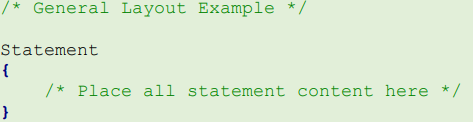 /* General Layout Example */
Statement
{
/* Place all statement content here */
}